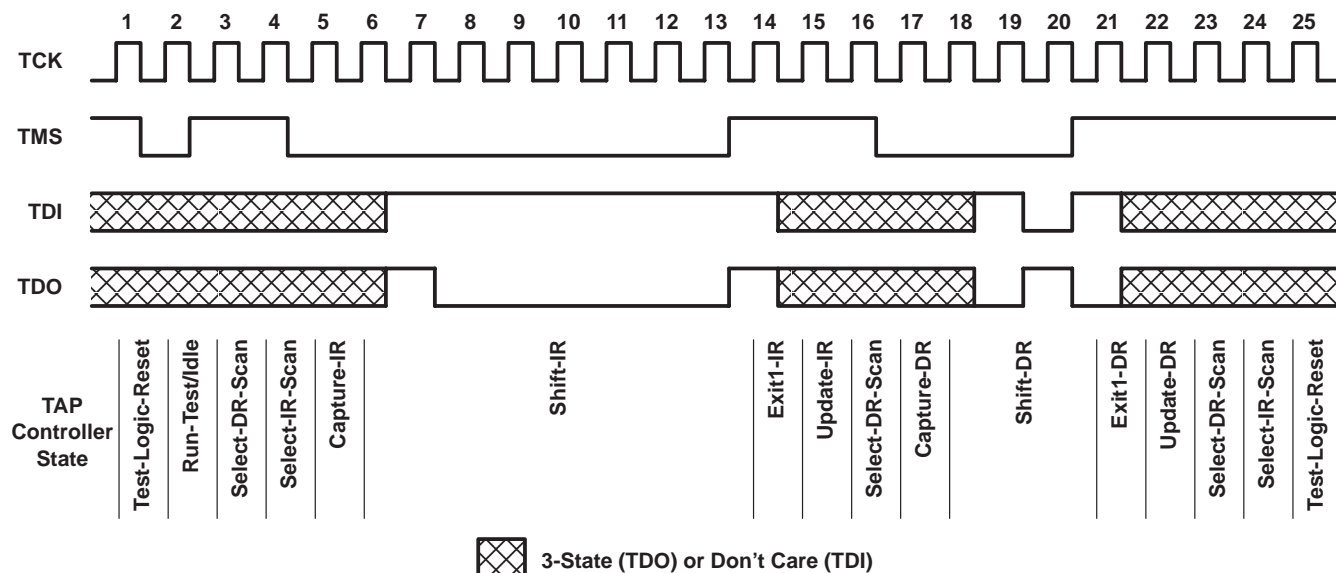 1 2 3 4 5 6 7 8 9 10 11 12 13 14 15 16 17 18 19 20 21 22 23 24 25
TCK
TMS
TDI
TDO
TAP
Controller
State
Test-Logic-Reset
Run-Test/Idle
Select-DR-Scan
Select-IR-Scan
Capture-IR
Shift-IR
Exit1-IR
Update-IR
Select-DR-Scan
Capture-DR
Shift-DR
Exit1-DR
Update-DR
Select-DR-Scan
Select-IR-Scan
Test-Logic-Reset
3-State (TDO) or Don't Care (TDI)